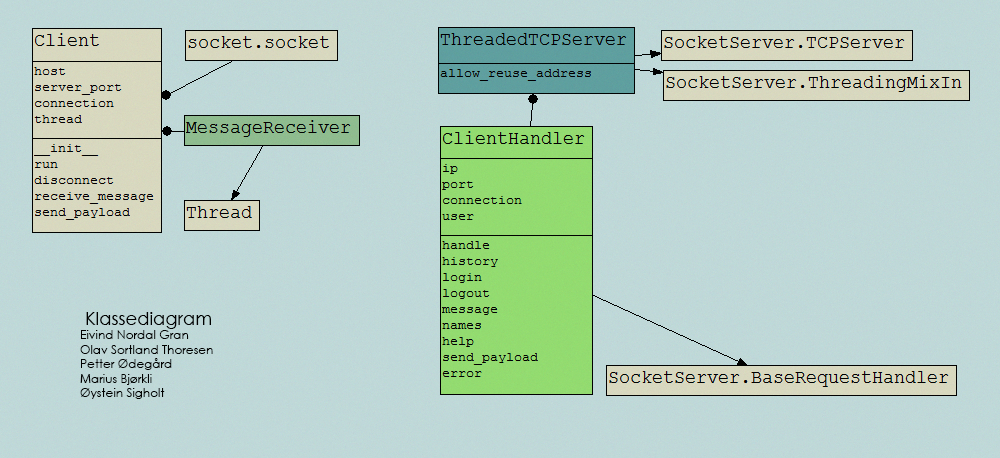 Client
host
server_port
connection
thread
__init__
run
disconnect
receive_message
send_payload
socket.socket
MessageReceiver
Thread
ThreadedTCPServer
allow_reuse_address
SocketServer.TCPServer
SocketServer.ThreadingMixIn
ClientHandler
ip
port
connection
user
handle
history
login
logout
message
names
help
send_payload
error
SocketServer.BaseRequestHandler
Klassediagram
Eivind Nordal Gran
Olav Sortland Thoresen
Petter Ødegård
Marius Bjørkli
Øystein Sigholt